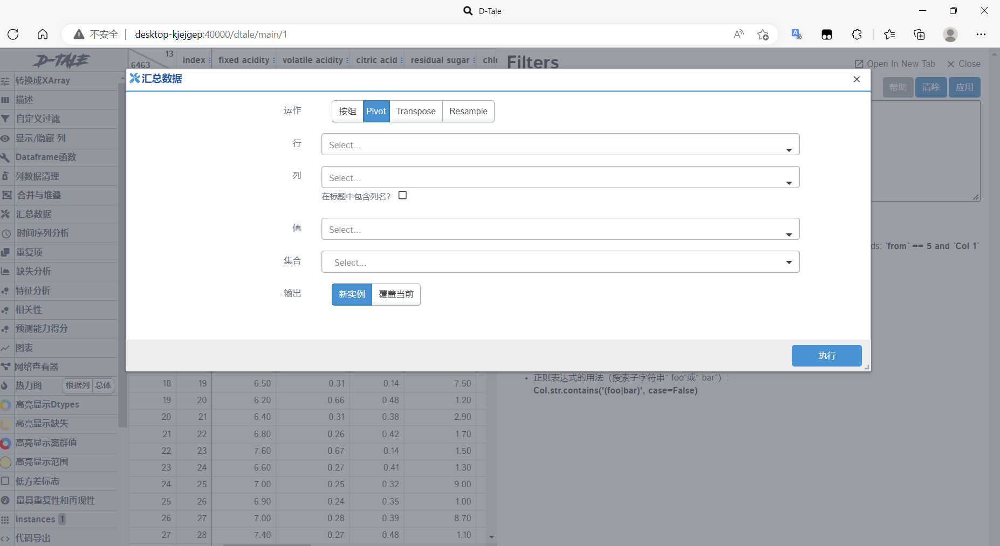 D-Tale
不安全
desktop-kjejgep:40000/dtale/main/1
D-TALE
转换成XArray
描述
自定义过滤
显示/隐藏 列
Dataframe函数
列数据清理
合并与堆叠
汇总数据
时间序列分析
重复项
缺失分析
特征分析
相关性
预测能力得分
图表
网络查看器
热力图 根据列 总体
高亮显示Dtypes
高亮显示缺失
高亮显示离群值
高亮显示范围
低方差标志
量具重复性和再现性
Instances 1
代码导出
13
6463
index fixed acidity volatile acidity citric acid residual sugar chlo
Filters
Open In New Tab Close
帮助 清除 应用
汇总数据
运作 按组 Pivot Transpose Resample
行 Select...
列 Select...
在标题中包含列名?
值 Select...
集合 Select...
输出 新实例 覆盖当前
执行
ds: `from` == 5 and `Col 1`
正则表达式的用法（搜索子字符串“ foo”或“ bar”）:
Col.str.contains('(foo|bar)', case=False)
18 19 6.50 0.31 0.14 7.50
19 20 6.20 0.66 0.48 1.20
20 21 6.40 0.31 0.38 2.90
21 22 6.80 0.26 0.42 1.70
22 23 7.60 0.67 0.14 1.50
23 24 6.60 0.27 0.41 1.30
24 25 7.00 0.25 0.32 9.00
25 26 6.90 0.24 0.35 1.00
26 27 7.00 0.28 0.39 8.70
27 28 7.40 0.27 0.48 1.10